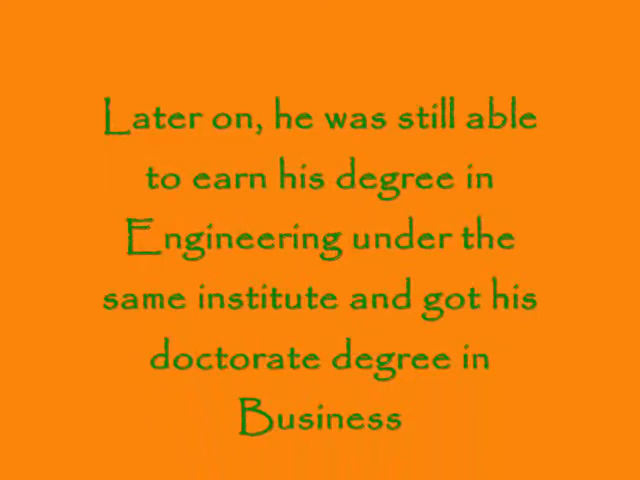 Later on, he was still able
to earn his degree in
Engineering under the
same institute and got his
doctorate degree in
Business